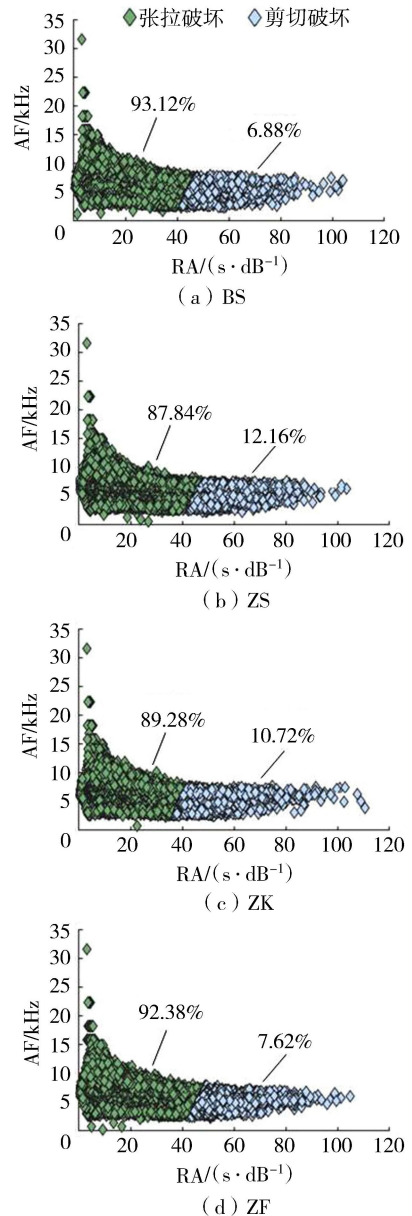 张拉破坏 剪切破坏
35
30
25
20
15
10
5
0
AF/kHz
93.12%
6.88%
20 40 60 80 100 120
RA/(s·dB⁻¹)
(a) BS
35
30
25
20
15
10
5
0
AF/kHz
87.84%
12.16%
20 40 60 80 100 120
RA/(s·dB⁻¹)
(b) ZS
35
30
25
20
15
10
5
0
AF/kHz
89.28%
10.72%
20 40 60 80 100 120
RA/(s·dB⁻¹)
(c) ZK
35
30
25
20
15
10
5
0
AF/kHz
92.38%
7.62%
20 40 60 80 100 120
RA/(s·dB⁻¹)
(d) ZF